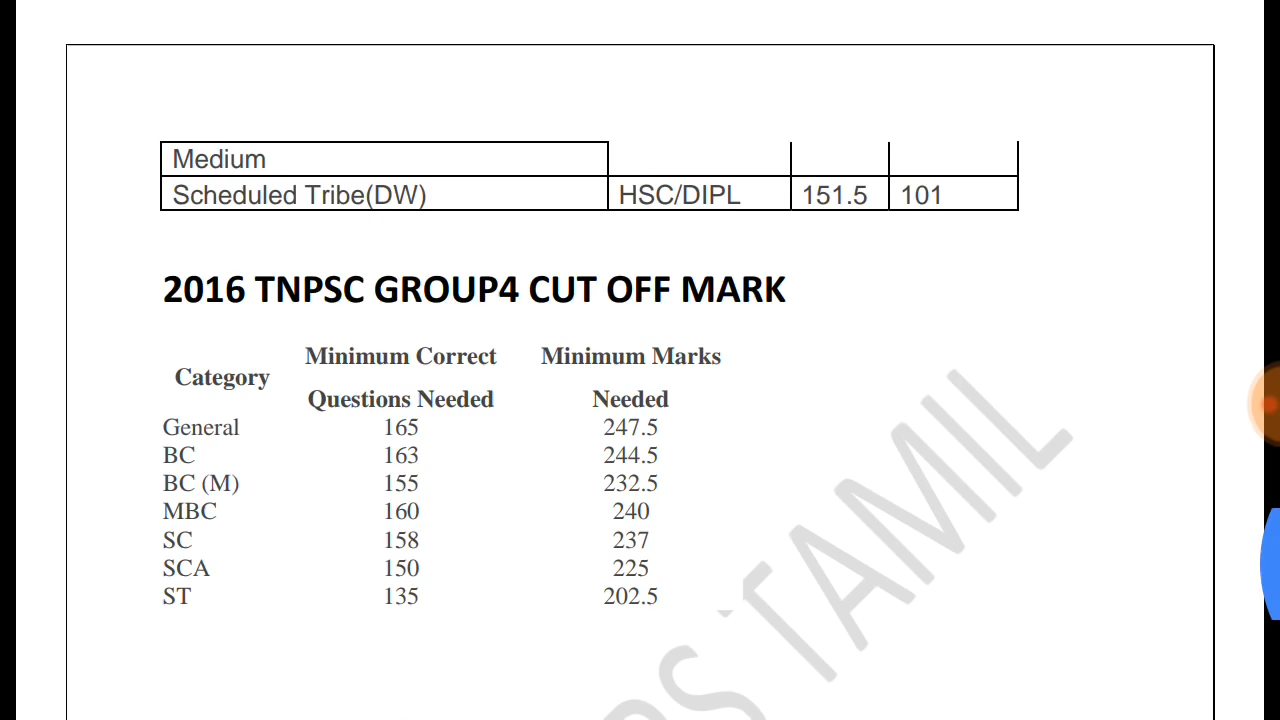 Medium
Scheduled Tribe(DW) HSC/DIPL 151.5 101
2016 TNPSC GROUP4 CUT OFF MARK
Category Minimum Correct Questions Needed Minimum Marks Needed
General 165 247.5
BC 163 244.5
BC (M) 155 232.5
MBC 160 240
SC 158 237
SCA 150 225
ST 135 202.5
TAMIL